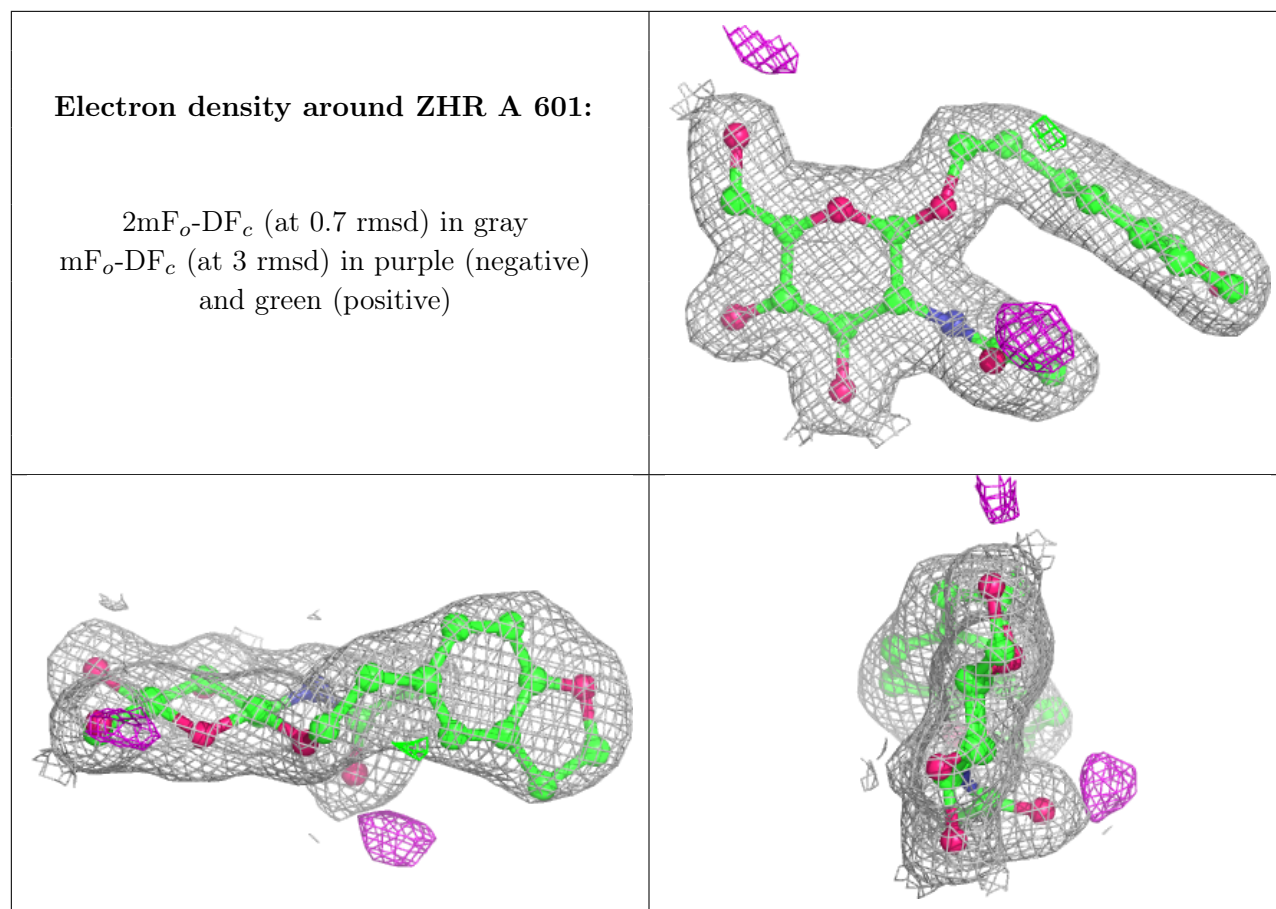 Electron density around ZHR A 601:
2mFo-DFc (at 0.7 rmsd) in gray
mFo-DFc (at 3 rmsd) in purple (negative)
and green (positive)